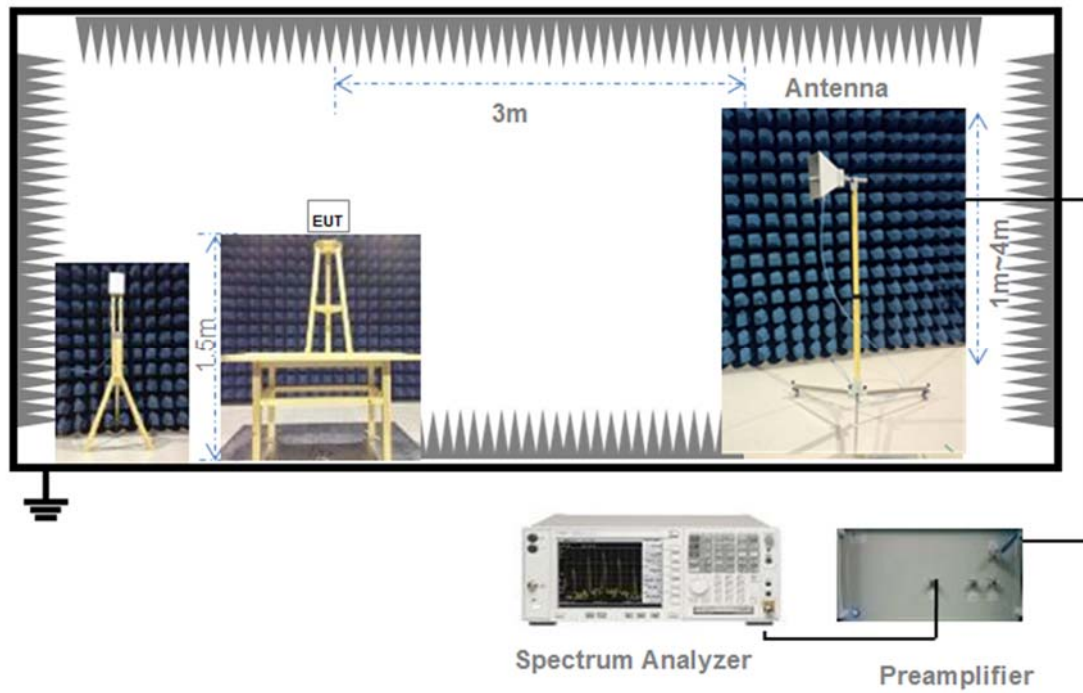 Antenna
3m
EUT
1.5m
1m~4m
Spectrum Analyzer
Preamplifier